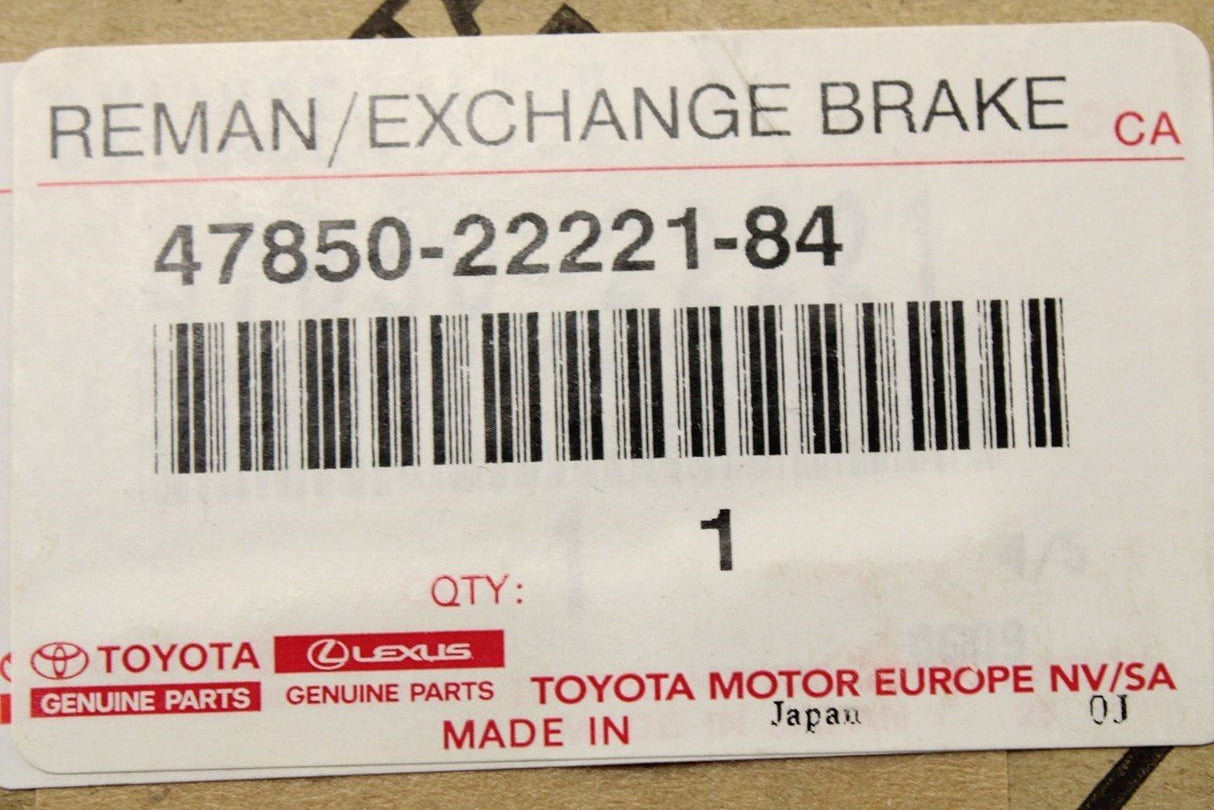 REMAN/EXCHANGE BRAKE CA
47850-22221-84
1
QTY:
TOYOTA LEXUS
GENUINE PARTS GENUINE PARTS TOYOTA MOTOR EUROPE NV/SA
MADE IN Japan 0J